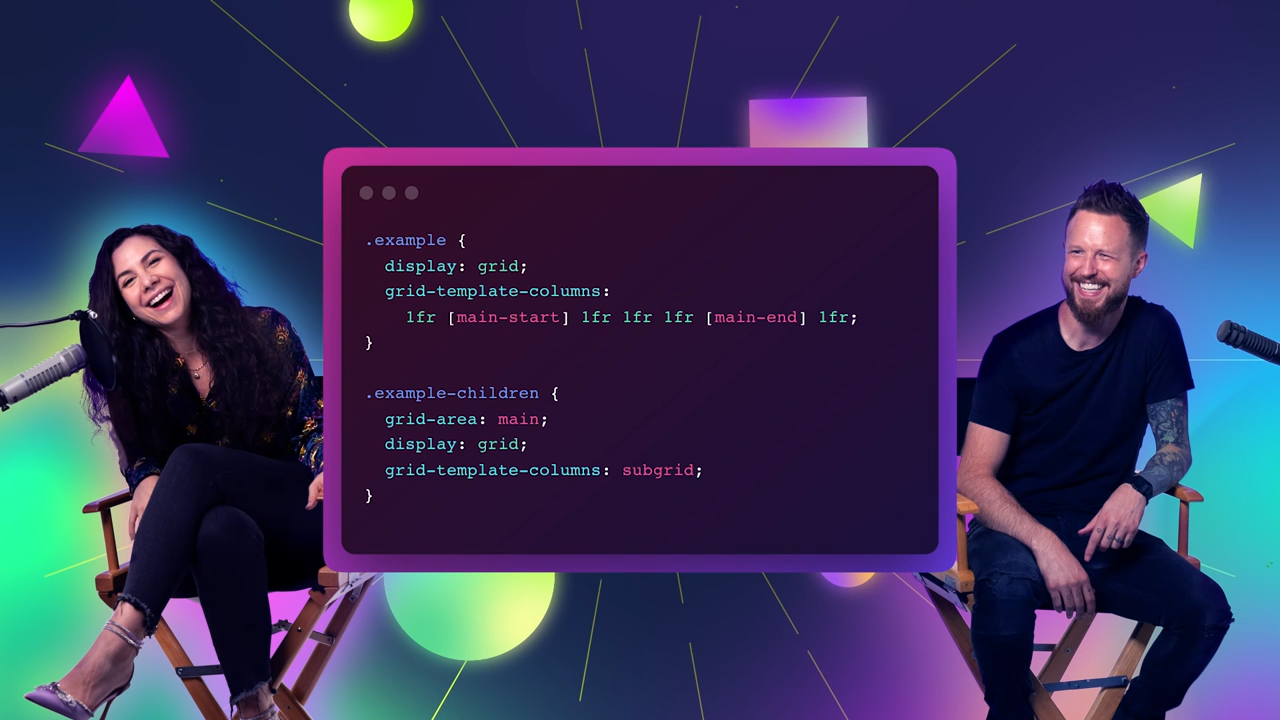 .example {
display: grid;
grid-template-columns:
1fr [main-start] 1fr 1fr 1fr [main-end] 1fr;
}
.example-children {
grid-area: main;
display: grid;
grid-template-columns: subgrid;
}